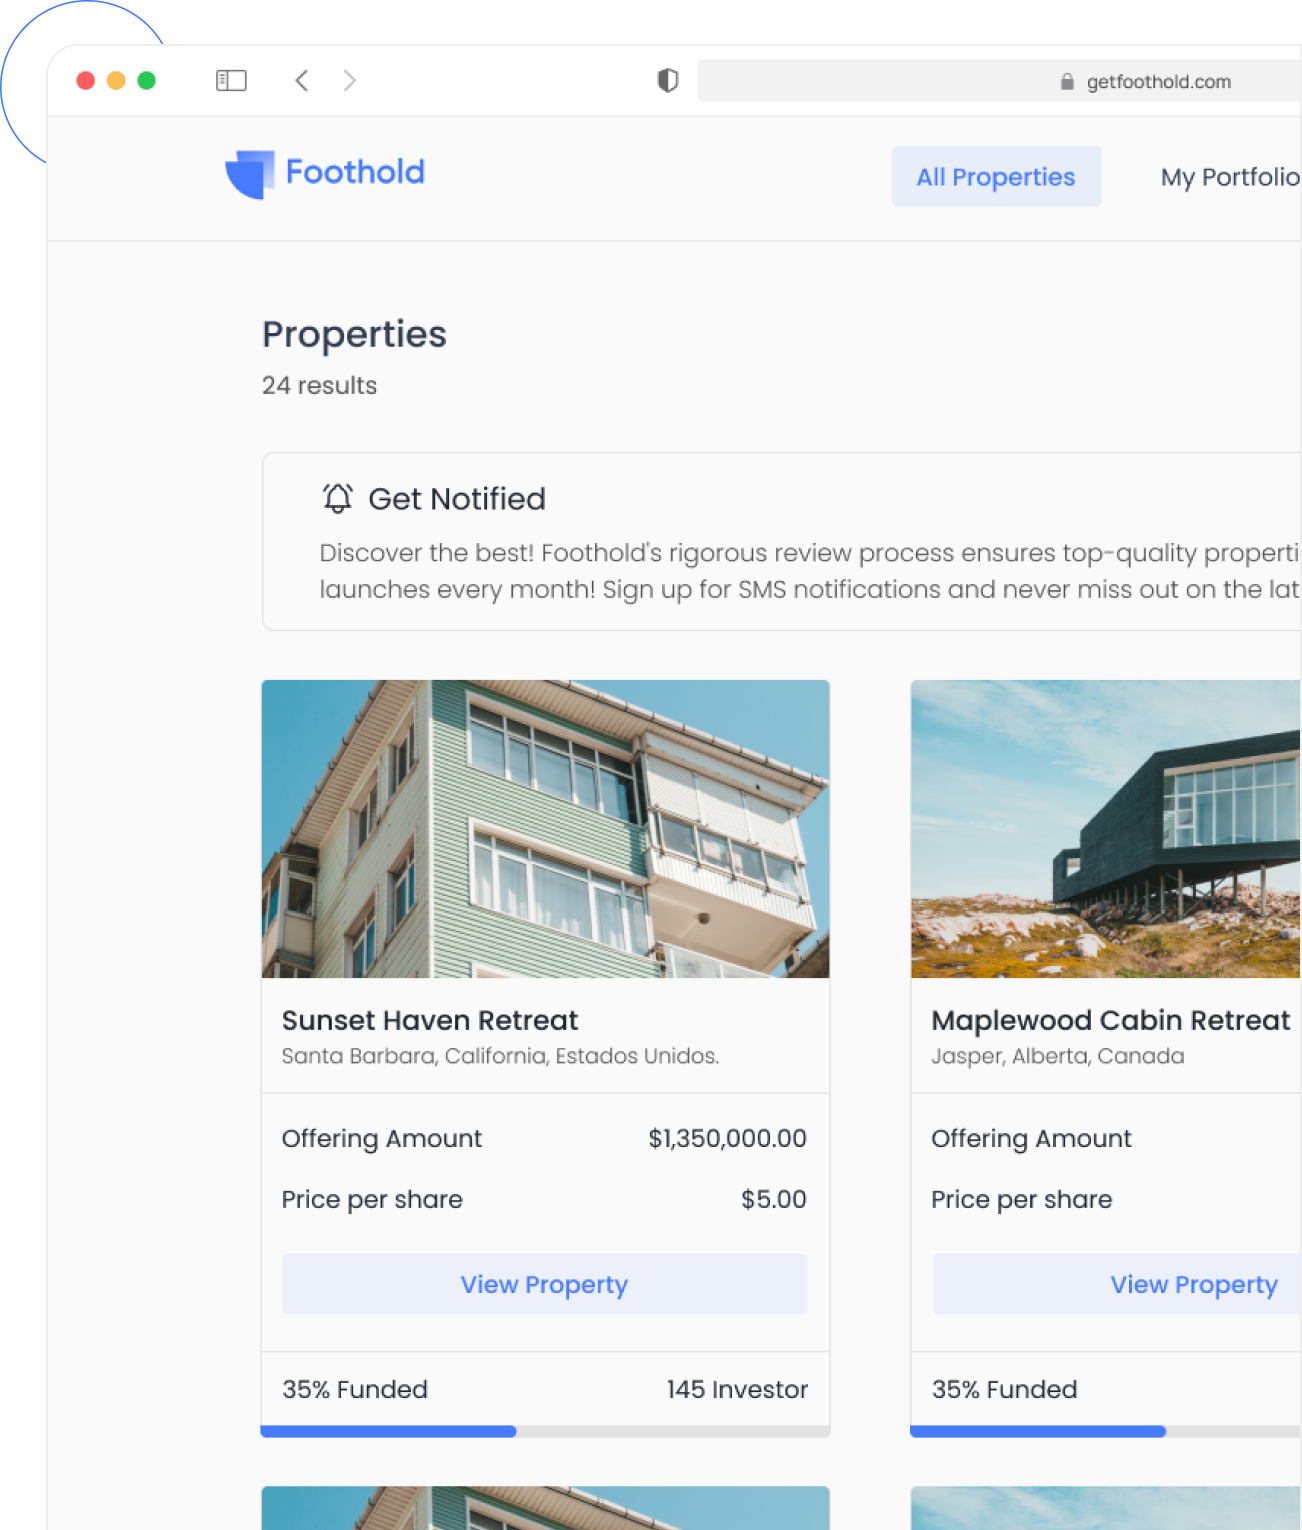 getfoothold.com
Foothold
All Properties
My Portfolio
Properties
24 results
Get Notified
Discover the best! Foothold's rigorous review process ensures top-quality properti
launches every month! Sign up for SMS notifications and never miss out on the lat
Sunset Haven Retreat
Santa Barbara, California, Estados Unidos.
Offering Amount
$1,350,000.00
Price per share
$5.00
View Property
35% Funded
145 Investor
Maplewood Cabin Retreat
Jasper, Alberta, Canada
Offering Amount
Price per share
View Property
35% Funded